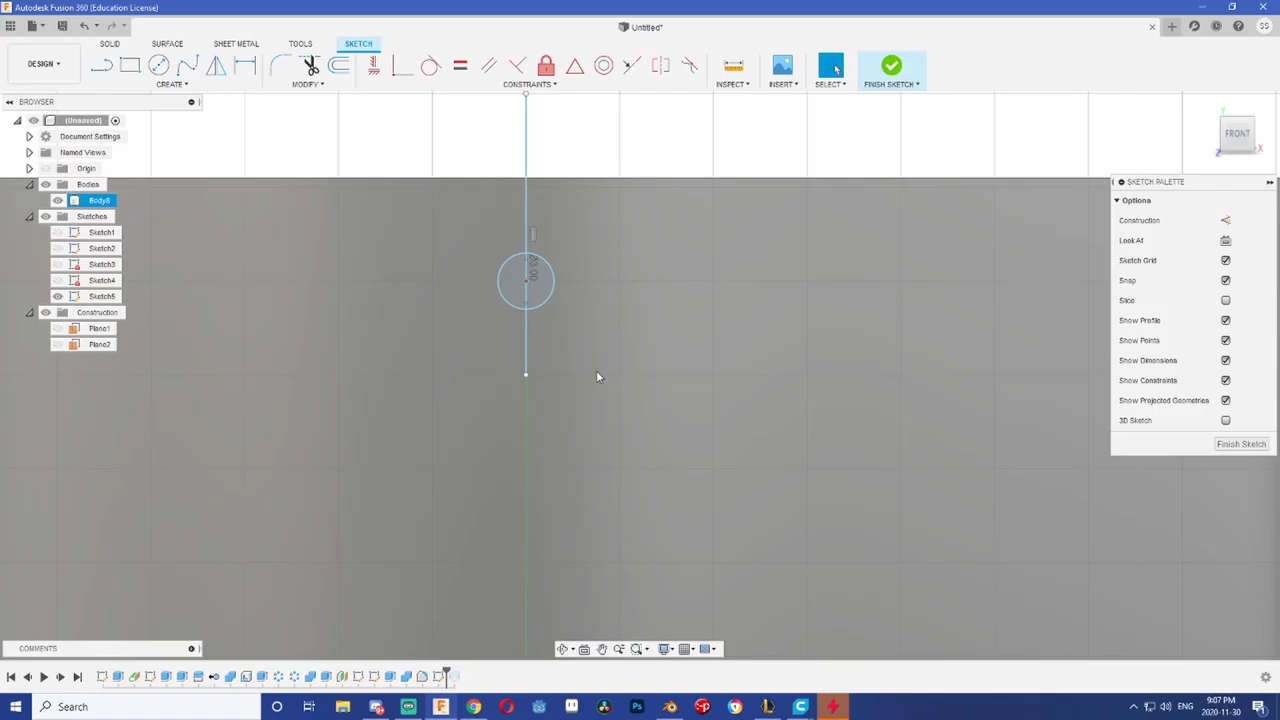 Autodesk Fusion 360 (Education License)
Untitled*
SS
SOLID SURFACE SHEET METAL TOOLS SKETCH
DESIGN
CREATE MODIFY CONSTRAINTS INSPECT INSERT SELECT FINISH SKETCH
BROWSER
(Unsaved)
Document Settings
Named Views
Origin
Bodies
Body8
Sketches
Sketch1
Sketch2
Sketch3
Sketch4
Sketch5
Construction
Plane1
Plane2
Y
FRONT
X
Z
SKETCH PALETTE
Options
Construction
Look At
Sketch Grid
Snap
Slice
Show Profile
Show Points
Show Dimensions
Show Constraints
Show Projected Geometries
3D Sketch
Finish Sketch
COMMENTS
Search
ENG
9:07 PM
2020-11-30